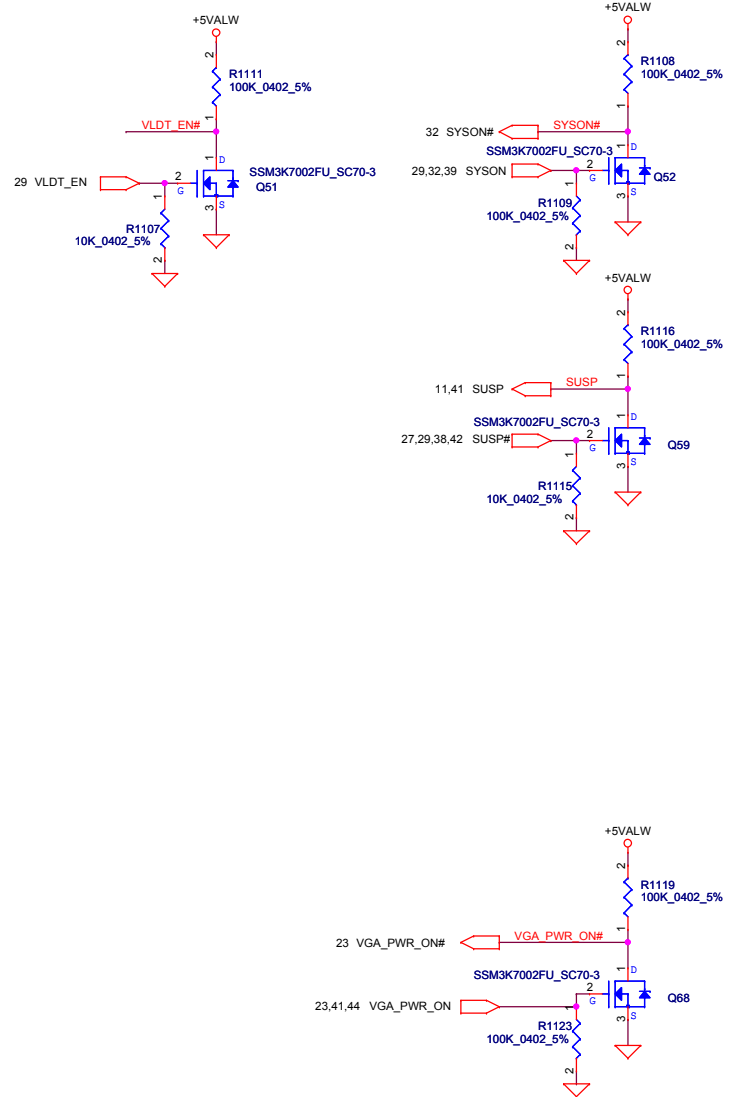 +5VALW
2
R1111
100K_0402_5%
1
VLDT_EN#
1
D
SSM3K7002FU_SC70-3
29 VLDT_EN
2
G
Q51
1
3
S
R1107
10K_0402_5%
2
+5VALW
2
R1108
100K_0402_5%
1
32 SYSON#
SYSON#
1
D
SSM3K7002FU_SC70-3
29,32,39 SYSON
2
G
Q52
1
3
S
R1109
100K_0402_5%
2
+5VALW
2
R1116
100K_0402_5%
1
11,41 SUSP
SUSP
1
D
SSM3K7002FU_SC70-3
27,29,38,42 SUSP#
2
G
Q59
1
3
S
R1115
10K_0402_5%
2
+5VALW
2
R1119
100K_0402_5%
1
23 VGA_PWR_ON#
VGA_PWR_ON#
1
D
SSM3K7002FU_SC70-3
2
G
Q68
23,41,44 VGA_PWR_ON
1
3
S
R1123
100K_0402_5%
2